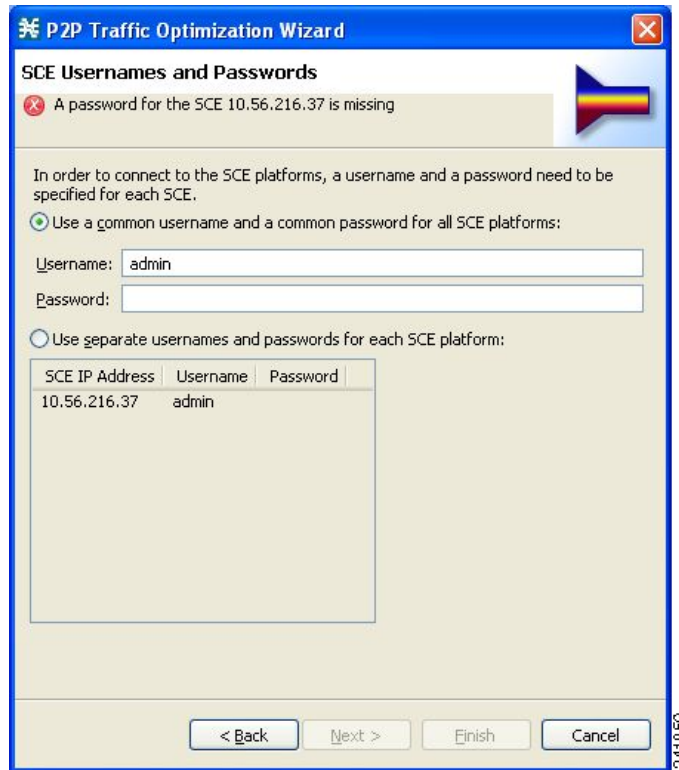 P2P Traffic Optimization Wizard
SCE Usernames and Passwords
A password for the SCE 10.56.216.37 is missing
In order to connect to the SCE platforms, a username and a password need to be
specified for each SCE.
Use a common username and a common password for all SCE platforms:
Username: admin
Password:
Use separate usernames and passwords for each SCE platform:
SCE IP Address Username Password
10.56.216.37 admin
< Back Next > Finish Cancel